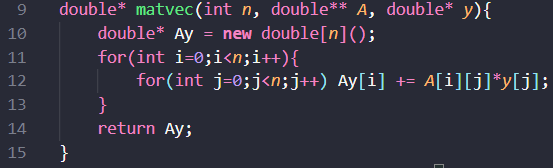 9 double* matvec(int n, double** A, double* y){
10     double* Ay = new double[n]();
11     for(int i=0;i<n;i++){
12         for(int j=0;j<n;j++) Ay[i] += A[i][j]*y[j];
13     }
14     return Ay;
15 }